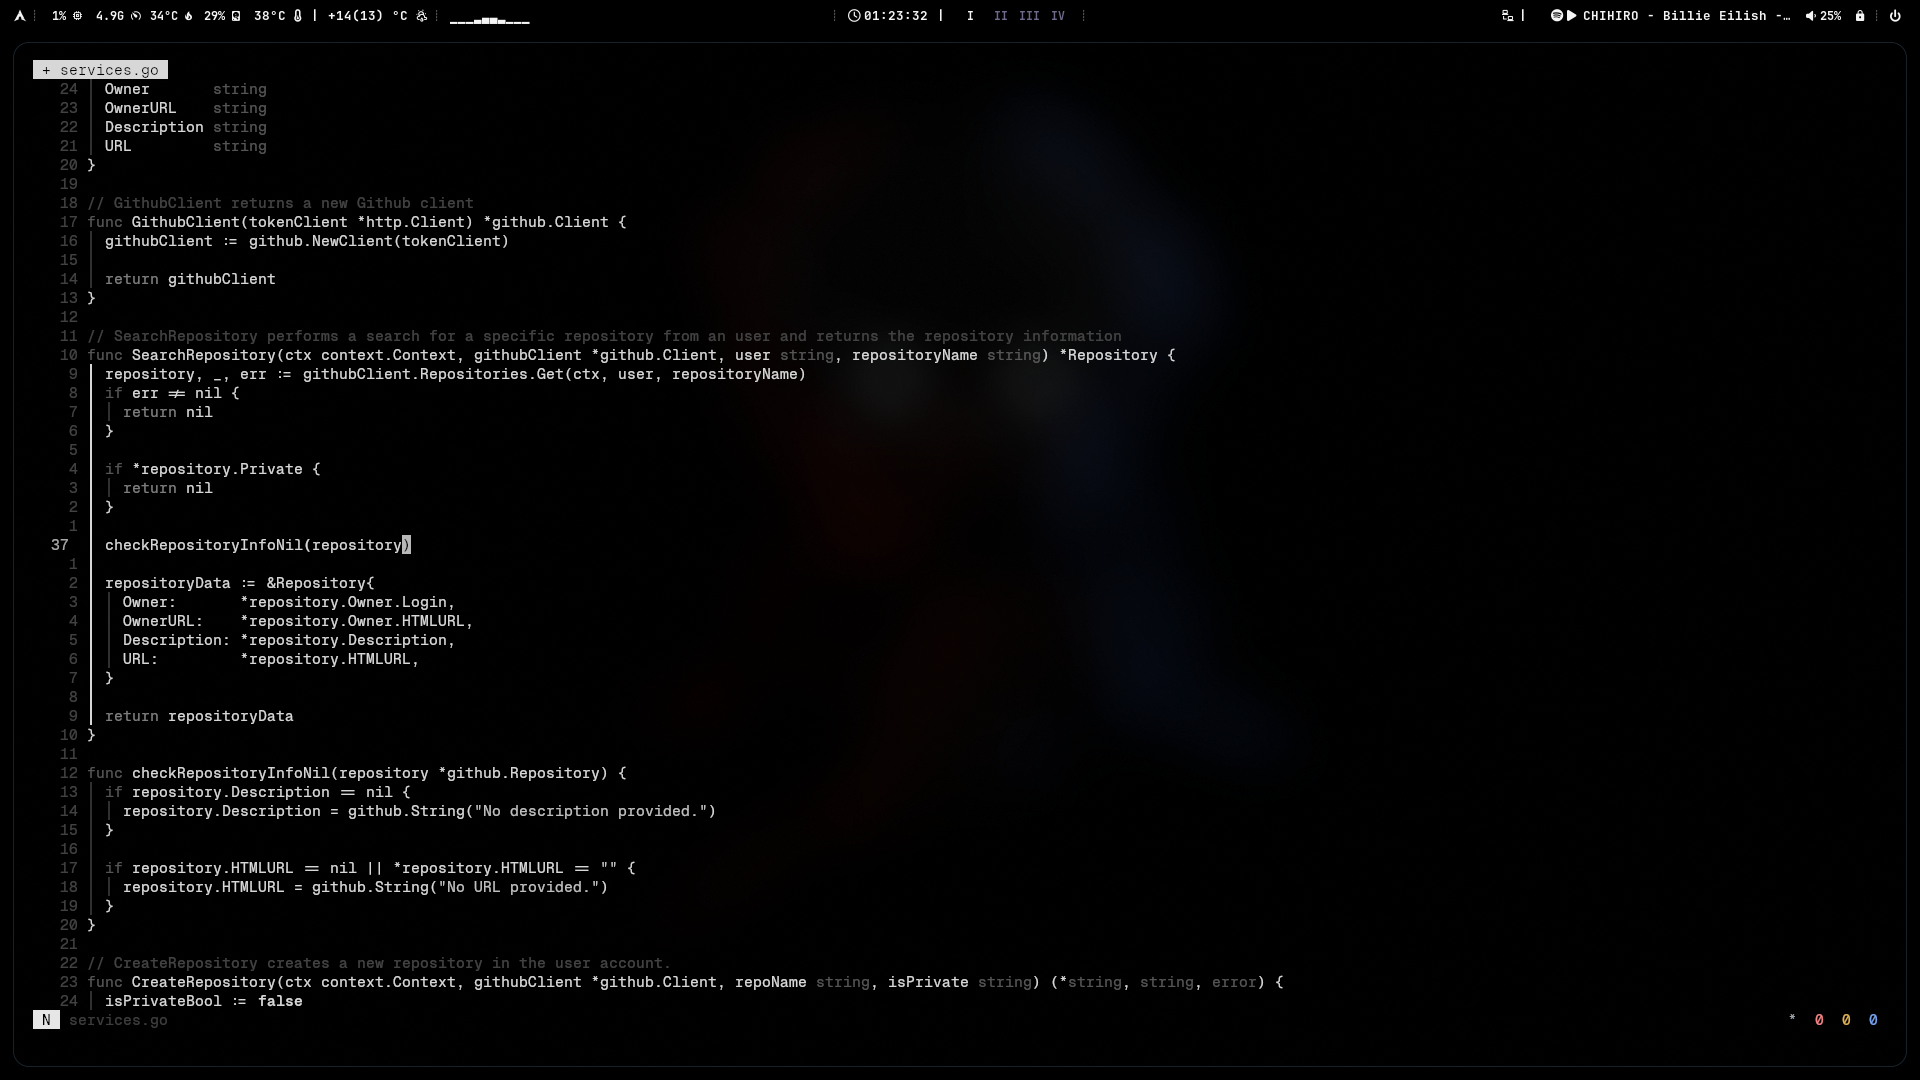 1% 4.9G 34°C 29% 38°C | +14(13) °C 01:23:32 | I II III IV | CHIHIRO - Billie Eilish -… 25%
+ services.go
24 Owner string
23 OwnerURL string
22 Description string
21 URL string
20 }
19
18 // GithubClient returns a new Github client
17 func GithubClient(tokenClient *http.Client) *github.Client {
16 githubClient := github.NewClient(tokenClient)
15
14 return githubClient
13 }
12
11 // SearchRepository performs a search for a specific repository from an user and returns the repository information
10 func SearchRepository(ctx context.Context, githubClient *github.Client, user string, repositoryName string) *Repository {
9 repository, _, err := githubClient.Repositories.Get(ctx, user, repositoryName)
8 if err != nil {
7 return nil
6 }
5
4 if *repository.Private {
3 return nil
2 }
1
37 checkRepositoryInfoNil(repository)
1
2 repositoryData := &Repository{
3 Owner: *repository.Owner.Login,
4 OwnerURL: *repository.Owner.HTMLURL,
5 Description: *repository.Description,
6 URL: *repository.HTMLURL,
7 }
8
9 return repositoryData
10 }
11
12 func checkRepositoryInfoNil(repository *github.Repository) {
13 if repository.Description == nil {
14 repository.Description = github.String("No description provided.")
15 }
16
17 if repository.HTMLURL == nil || *repository.HTMLURL == "" {
18 repository.HTMLURL = github.String("No URL provided.")
19 }
20 }
21
22 // CreateRepository creates a new repository in the user account.
23 func CreateRepository(ctx context.Context, githubClient *github.Client, repoName string, isPrivate string) (*string, string, error) {
24 isPrivateBool := false
N services.go * 0 0 0